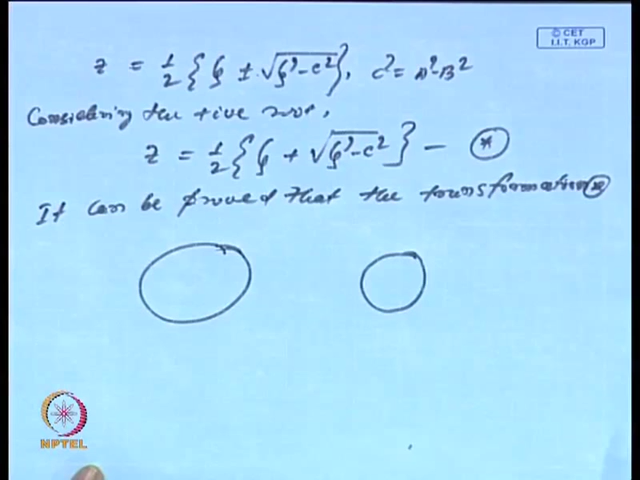 © CET
I.I.T. KGP
z = 1/2 { ζ ± √(ζ² - c²) }, c² = A² - B²
Considering the +ive root,
z = 1/2 { ζ + √(ζ² - c²) } — (*)
It can be proved that the transformation (*)
NPTEL